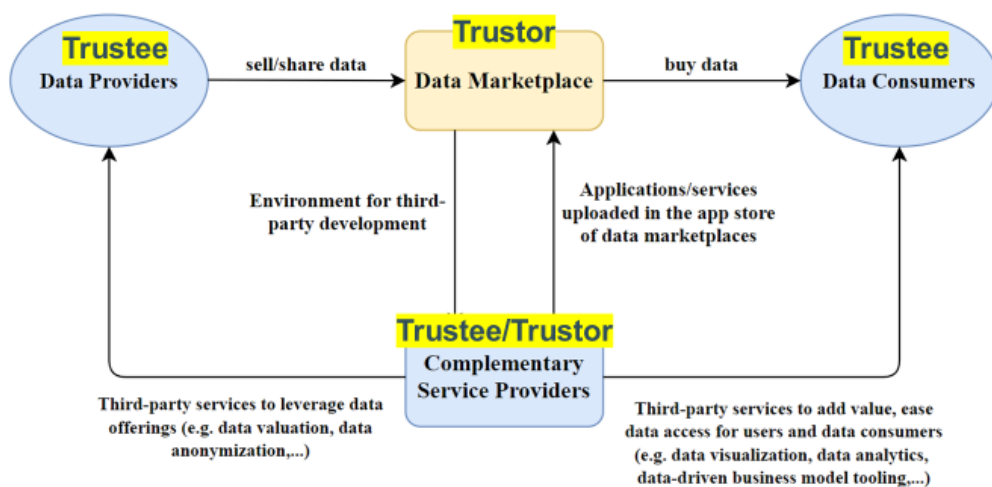 Trustee
Data Providers
sell/share data
Trustor
Data Marketplace
buy data
Trustee
Data Consumers
Environment for third-
party development
Applications/services
uploaded in the app store
of data marketplaces
Trustee/Trustor
Complementary
Service Providers
Third-party services to leverage data
offerings (e.g. data valuation, data
anonymization,...)
Third-party services to add value, ease
data access for users and data consumers
(e.g. data visualization, data analytics,
data-driven business model tooling,...)